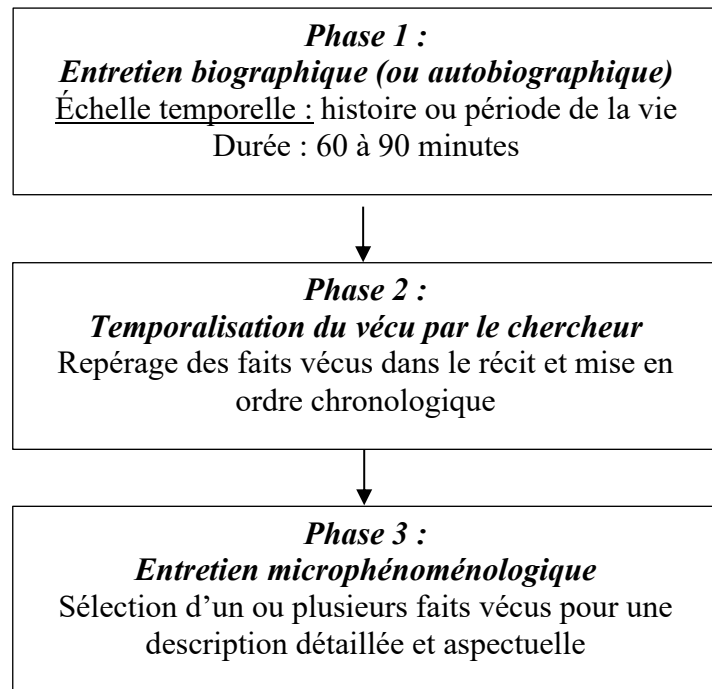 Phase 1 :
Entretien biographique (ou autobiographique)
Échelle temporelle : histoire ou période de la vie
Durée : 60 à 90 minutes
Phase 2 :
Temporalisation du vécu par le chercheur
Repérage des faits vécus dans le récit et mise en
ordre chronologique
Phase 3 :
Entretien microphénoménologique
Sélection d’un ou plusieurs faits vécus pour une
description détaillée et aspectuelle